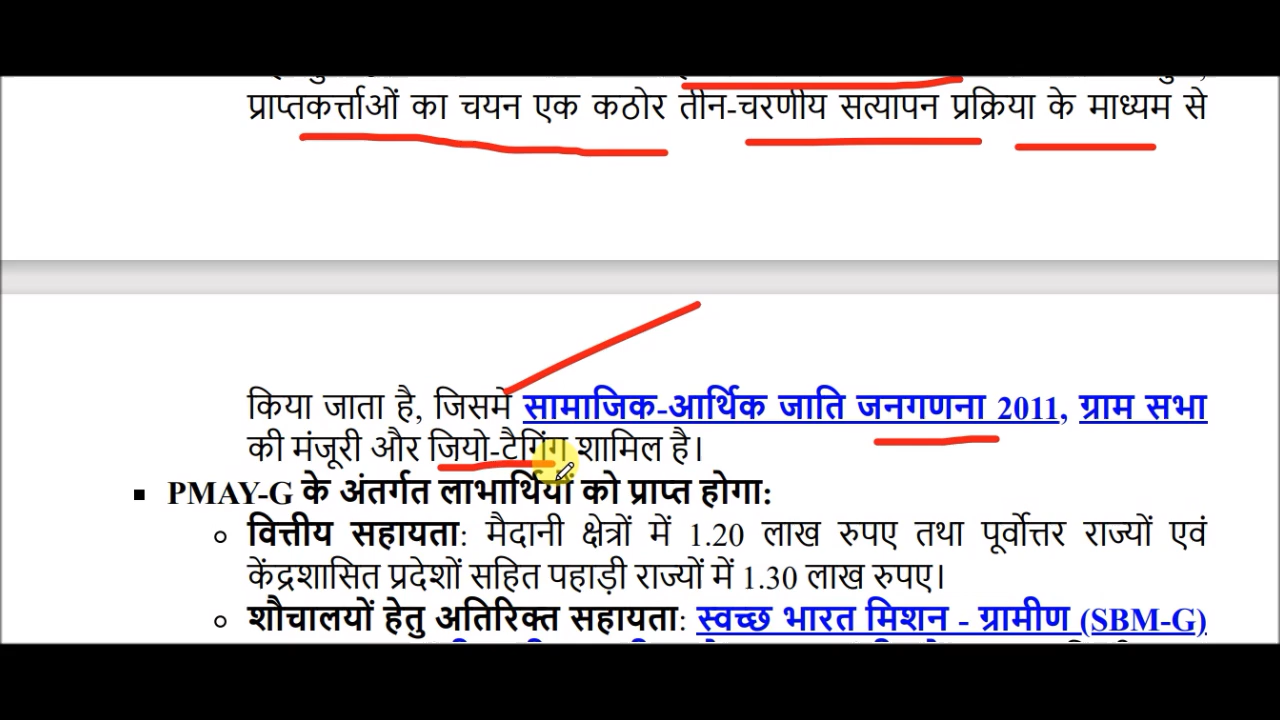 प्राप्तकर्त्ताओं का चयन एक कठोर तीन-चरणीय सत्यापन प्रक्रिया के माध्यम से
किया जाता है, जिसमें सामाजिक-आर्थिक जाति जनगणना 2011, ग्राम सभा
की मंजूरी और जियो-टैगिंग शामिल है।
▪ PMAY-G के अंतर्गत लाभार्थियों को प्राप्त होगा:
○ वित्तीय सहायता: मैदानी क्षेत्रों में 1.20 लाख रुपए तथा पूर्वोत्तर राज्यों एवं
केंद्रशासित प्रदेशों सहित पहाड़ी राज्यों में 1.30 लाख रुपए।
○ शौचालयों हेतु अतिरिक्त सहायता: स्वच्छ भारत मिशन - ग्रामीण (SBM-G)